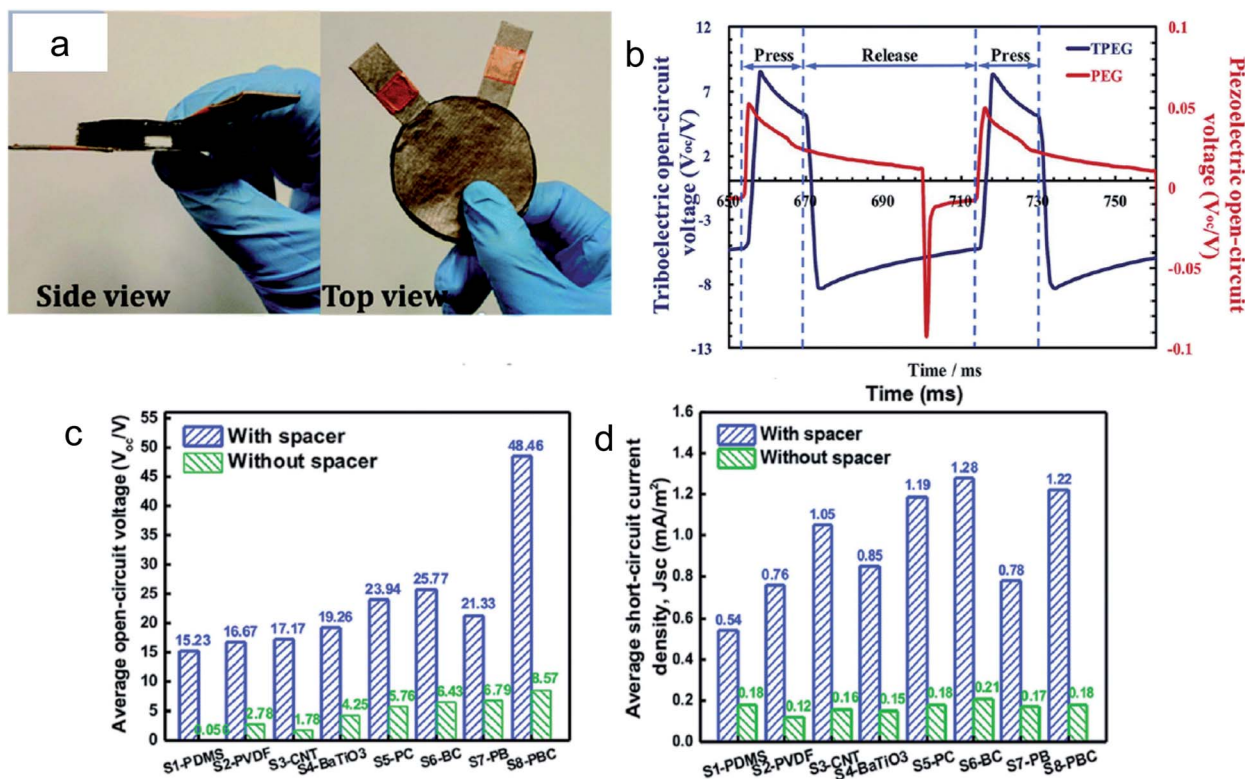 a
Side view
Top view
b
Triboelectric open-circuit
voltage (Voc/V)
12
7
2
-3
-8
-13
Press
Release
Press
TPEG
PEG
650
670
690
710
730
750
Time / ms
0.1
0.05
0
-0.05
-0.1
Piezoelectric open-circuit
voltage (Voc/V)
c
Average open-circuit voltage (Voc/V)
55
50
45
40
35
30
25
20
15
10
5
0
With spacer
Without spacer
15.23
16.67
17.17
19.26
23.94
25.77
21.33
48.46
0.056
2.78
1.78
4.25
5.76
6.43
6.79
8.57
S1-PDMS
S2-PVDF
S3-CNT
S4-BaTiO3
S5-PC
S6-BC
S7-PB
S8-PBC
d
Time (ms)
Average short-circuit current
density, Jsc (mA/m²)
1.6
1.4
1.2
1.0
0.8
0.6
0.4
0.2
0.0
With spacer
Without spacer
0.54
0.76
1.05
0.85
1.19
1.28
0.78
1.22
0.18
0.12
0.16
0.15
0.18
0.21
0.17
0.18
S1-PDMS
S2-PVDF
S3-CNT
S4-BaTiO3
S5-PC
S6-BC
S7-PB
S8-PBC